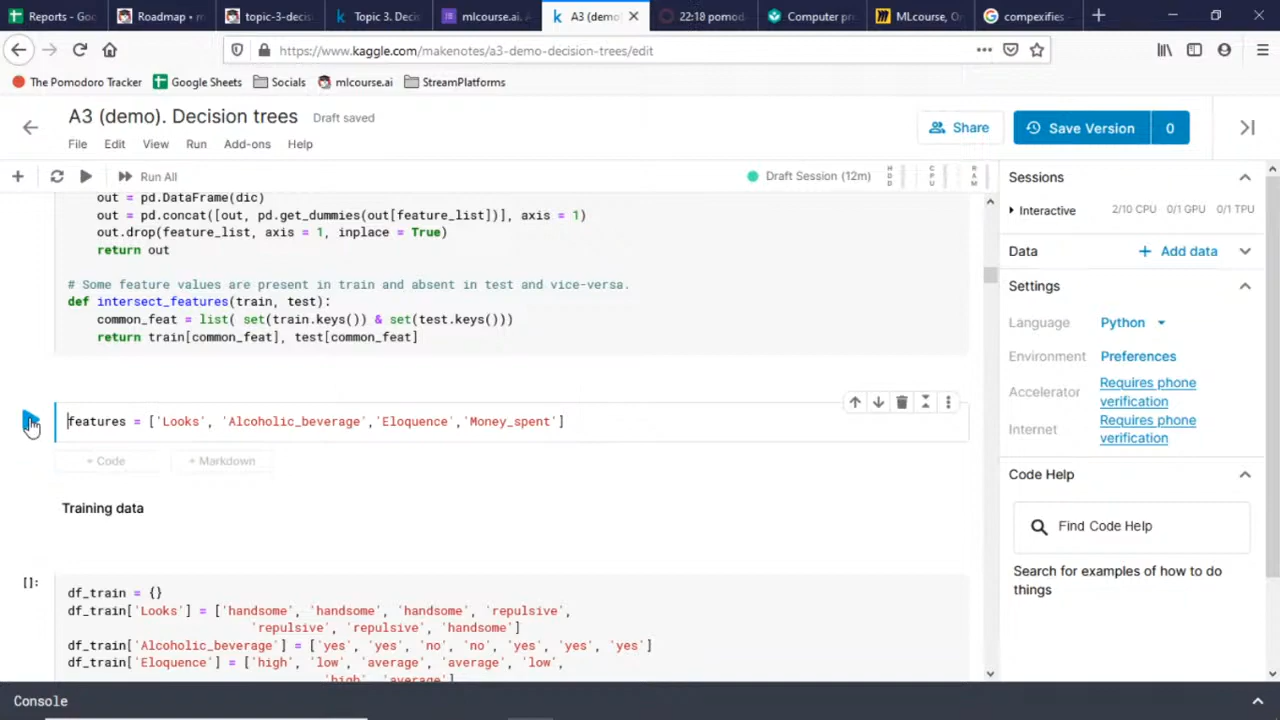 Reports - Go
Roadmap • m
topic-3-decis
Topic 3. Deci
mlcourse.ai. A
A3 (demo)
22:18 pomod
Computer pr
MLcourse, O
compexifies
https://www.kaggle.com/makenotes/a3-demo-decision-trees/edit
The Pomodoro Tracker
Google Sheets
Socials
mlcourse.ai
StreamPlatforms
A3 (demo). Decision trees
Draft saved
Share
Save Version
0
File
Edit
View
Run
Add-ons
Help
Run All
Draft Session (12m)
HDD
CPU
RAM
out = pd.DataFrame(dic)
out = pd.concat([out, pd.get_dummies(out[feature_list])], axis = 1)
out.drop(feature_list, axis = 1, inplace = True)
return out
# Some feature values are present in train and absent in test and vice-versa.
def intersect_features(train, test):
common_feat = list( set(train.keys()) & set(test.keys()))
return train[common_feat], test[common_feat]
features = ['Looks', 'Alcoholic_beverage','Eloquence','Money_spent']
+ Code
+ Markdown
Training data
[]:
df_train = {}
df_train['Looks'] = ['handsome', 'handsome', 'handsome', 'repulsive',
'repulsive', 'repulsive', 'handsome']
df_train['Alcoholic_beverage'] = ['yes', 'yes', 'no', 'no', 'yes', 'yes', 'yes']
df_train['Eloquence'] = ['high', 'low', 'average', 'average', 'low',
'high', 'average']
Sessions
Interactive
2/10 CPU
0/1 GPU
0/1 TPU
Data
+ Add data
Settings
Language
Python
Environment
Preferences
Accelerator
Requires phone
verification
Internet
Requires phone
verification
Code Help
Find Code Help
Search for examples of how to do
things
Console